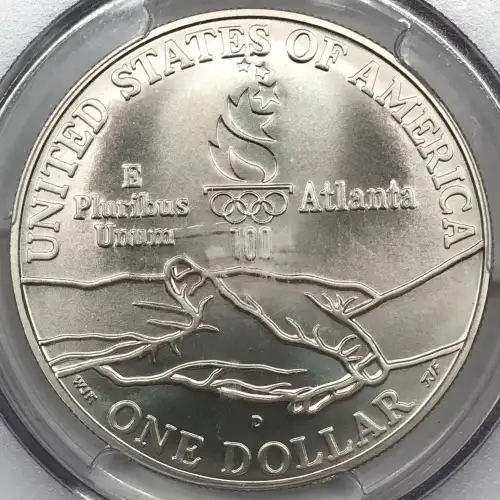 UNITED STATES OF AMERICA
E
Pluribus
Unum
Atlanta
100
D
ONE DOLLAR